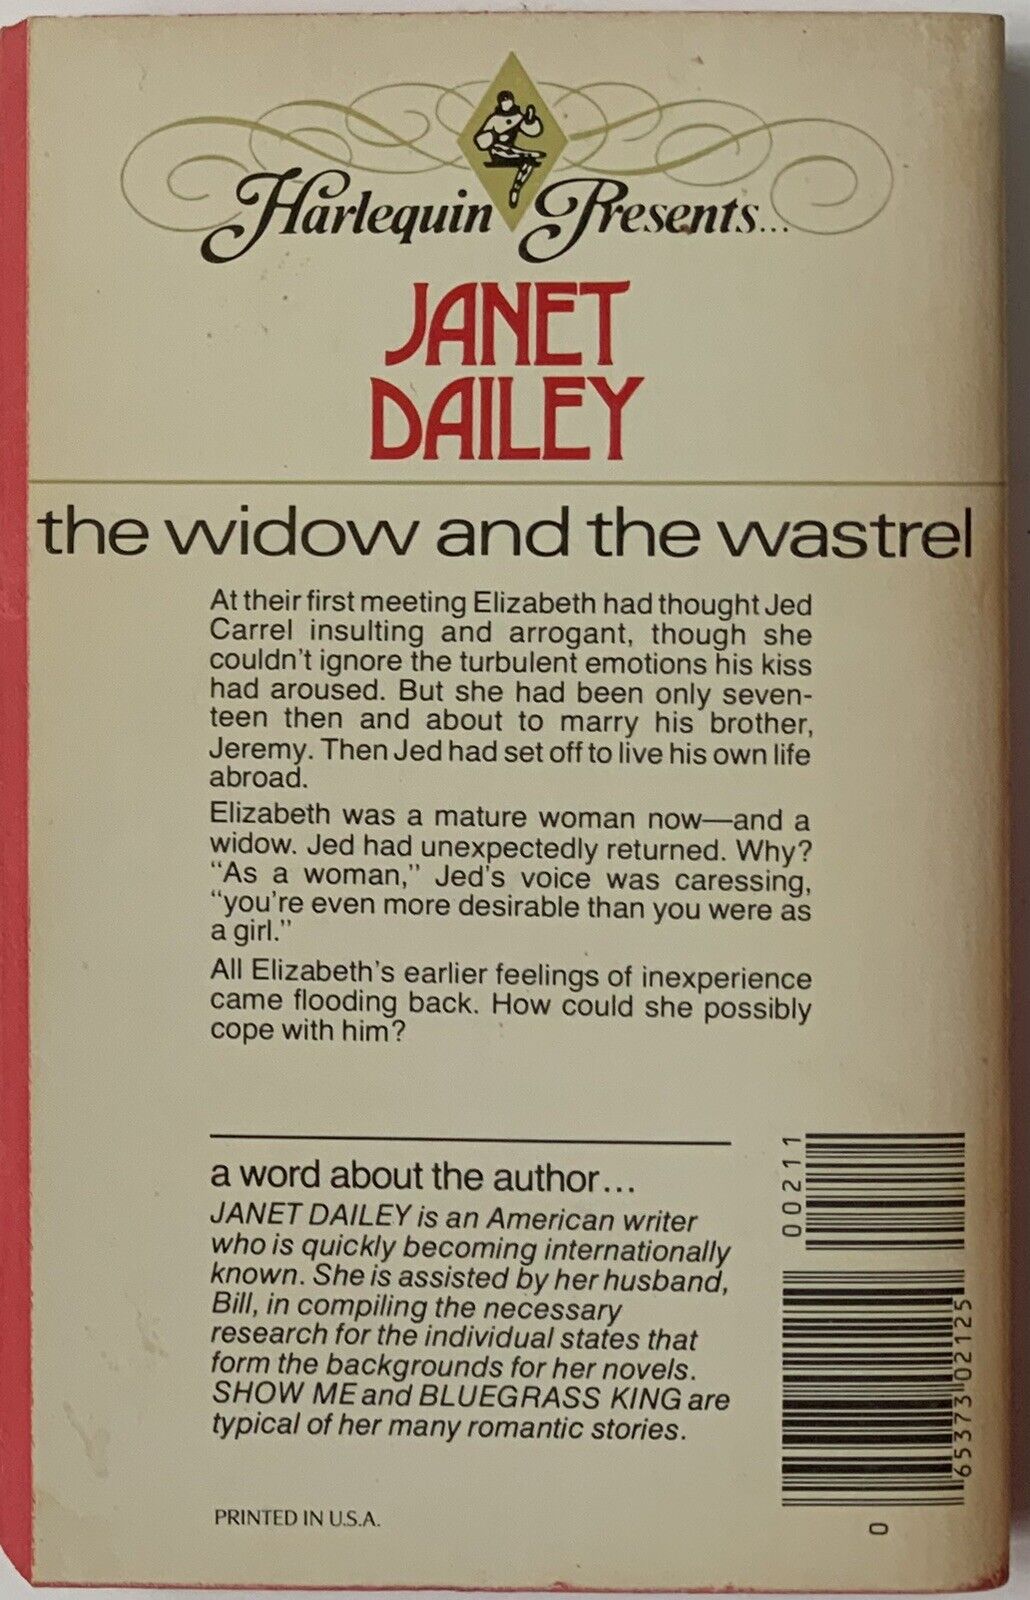 Harlequin Presents...
JANET
DAILEY
the widow and the wastrel
At their first meeting Elizabeth had thought Jed
Carrel insulting and arrogant, though she
couldn't ignore the turbulent emotions his kiss
had aroused. But she had been only seven-
teen then and about to marry his brother,
Jeremy. Then Jed had set off to live his own life
abroad.
Elizabeth was a mature woman now—and a
widow. Jed had unexpectedly returned. Why?
"As a woman," Jed's voice was caressing,
"you're even more desirable than you were as
a girl."
All Elizabeth's earlier feelings of inexperience
came flooding back. How could she possibly
cope with him?
a word about the author...
JANET DAILEY is an American writer
who is quickly becoming internationally
known. She is assisted by her husband,
Bill, in compiling the necessary
research for the individual states that
form the backgrounds for her novels.
SHOW ME and BLUEGRASS KING are
typical of her many romantic stories.
PRINTED IN U.S.A.
00211
0 65373 02125